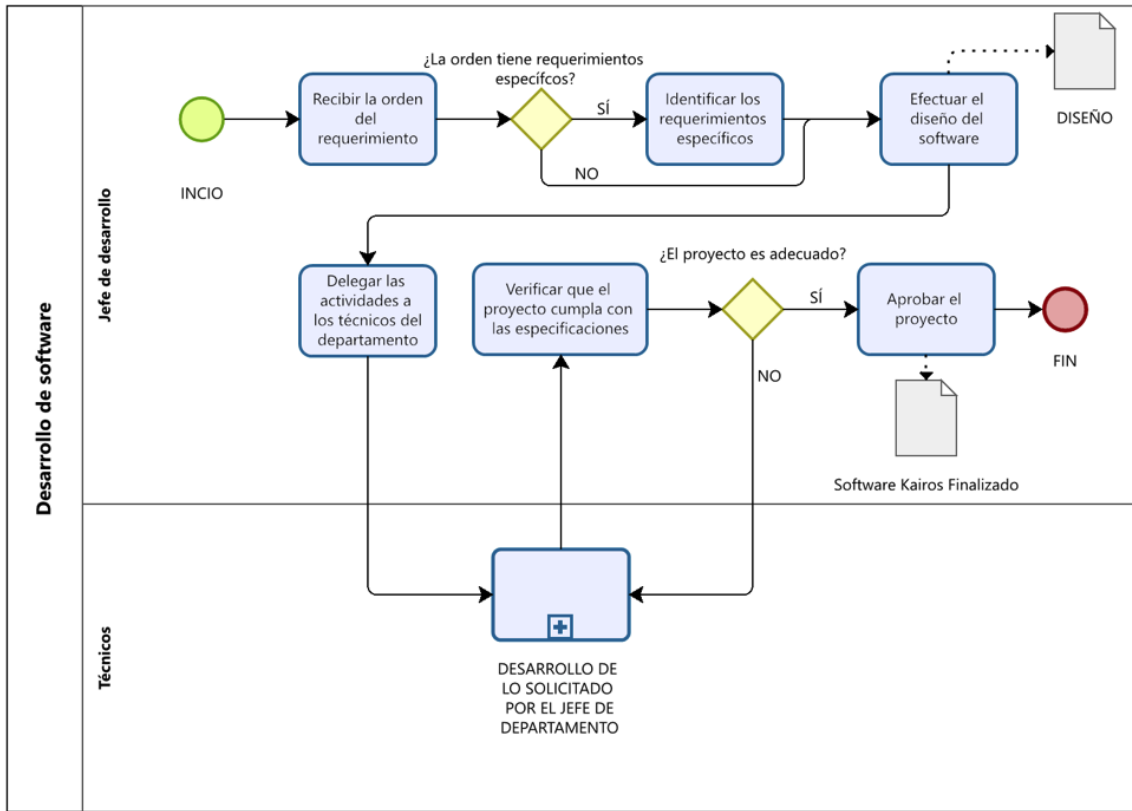 Desarrollo de software
Jefe de desarrollo
Técnicos
INCIO
Recibir la orden
del
requerimiento
¿La orden tiene requerimientos
específcos?
SÍ
NO
Identificar los
requerimientos
específicos
Efectuar el
diseño del
software
DISEÑO
Delegar las
actividades a
los técnicos del
departamento
Verificar que el
proyecto cumpla con
las especificaciones
¿El proyecto es adecuado?
SÍ
NO
Aprobar el
proyecto
FIN
Software Kairos Finalizado
DESARROLLO DE
LO SOLICITADO
POR EL JEFE DE
DEPARTAMENTO